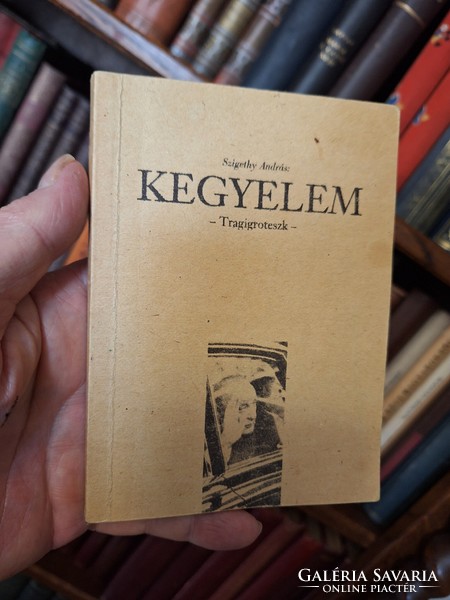 Szigethy András:
KEGYELEM
– Tragigroteszk –
GALÉRIA SAVARIA
ONLINE PIACTÉR